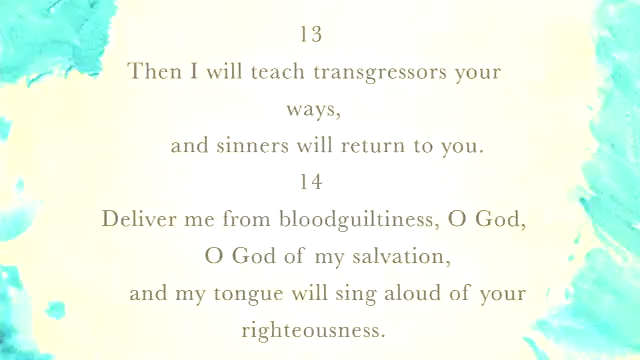 13
Then I will teach transgressors your
ways,
and sinners will return to you.
14
Deliver me from bloodguiltiness, O God,
O God of my salvation,
and my tongue will sing aloud of your
righteousness.